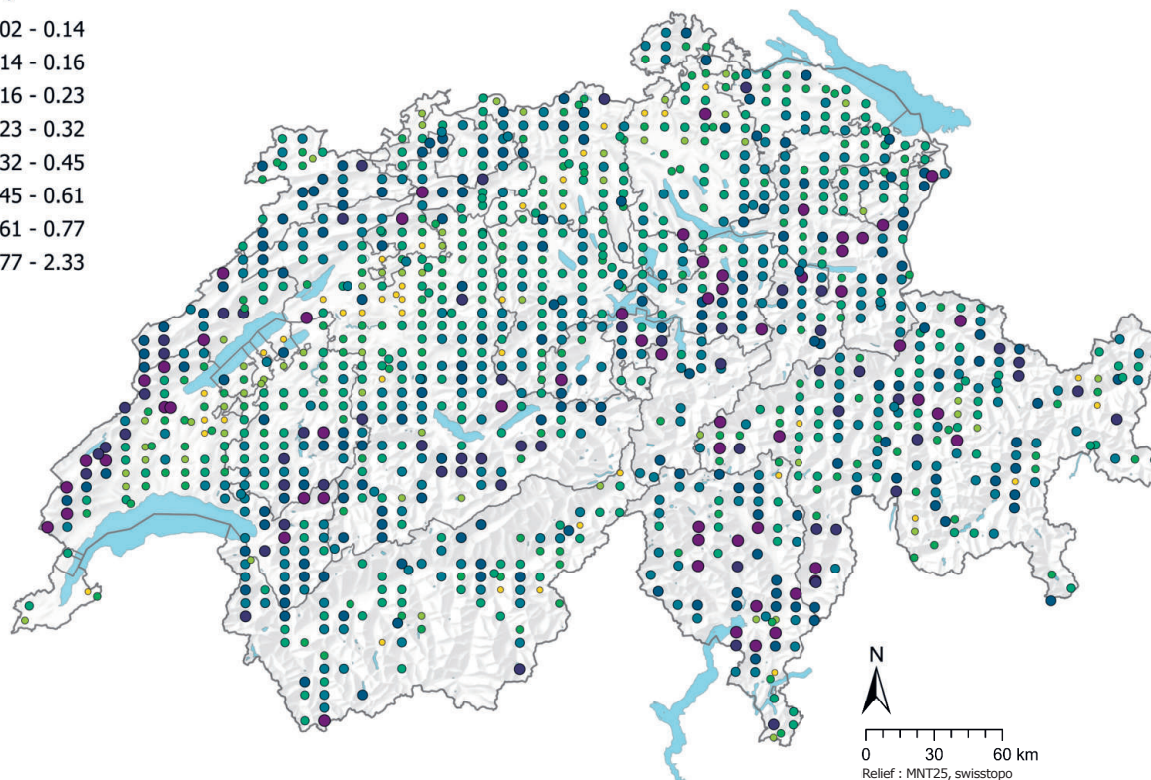 02 - 0.14
14 - 0.16
16 - 0.23
23 - 0.32
32 - 0.45
45 - 0.61
61 - 0.77
77 - 2.33
N
0 30 60 km
Relief : MNT25, swisstopo